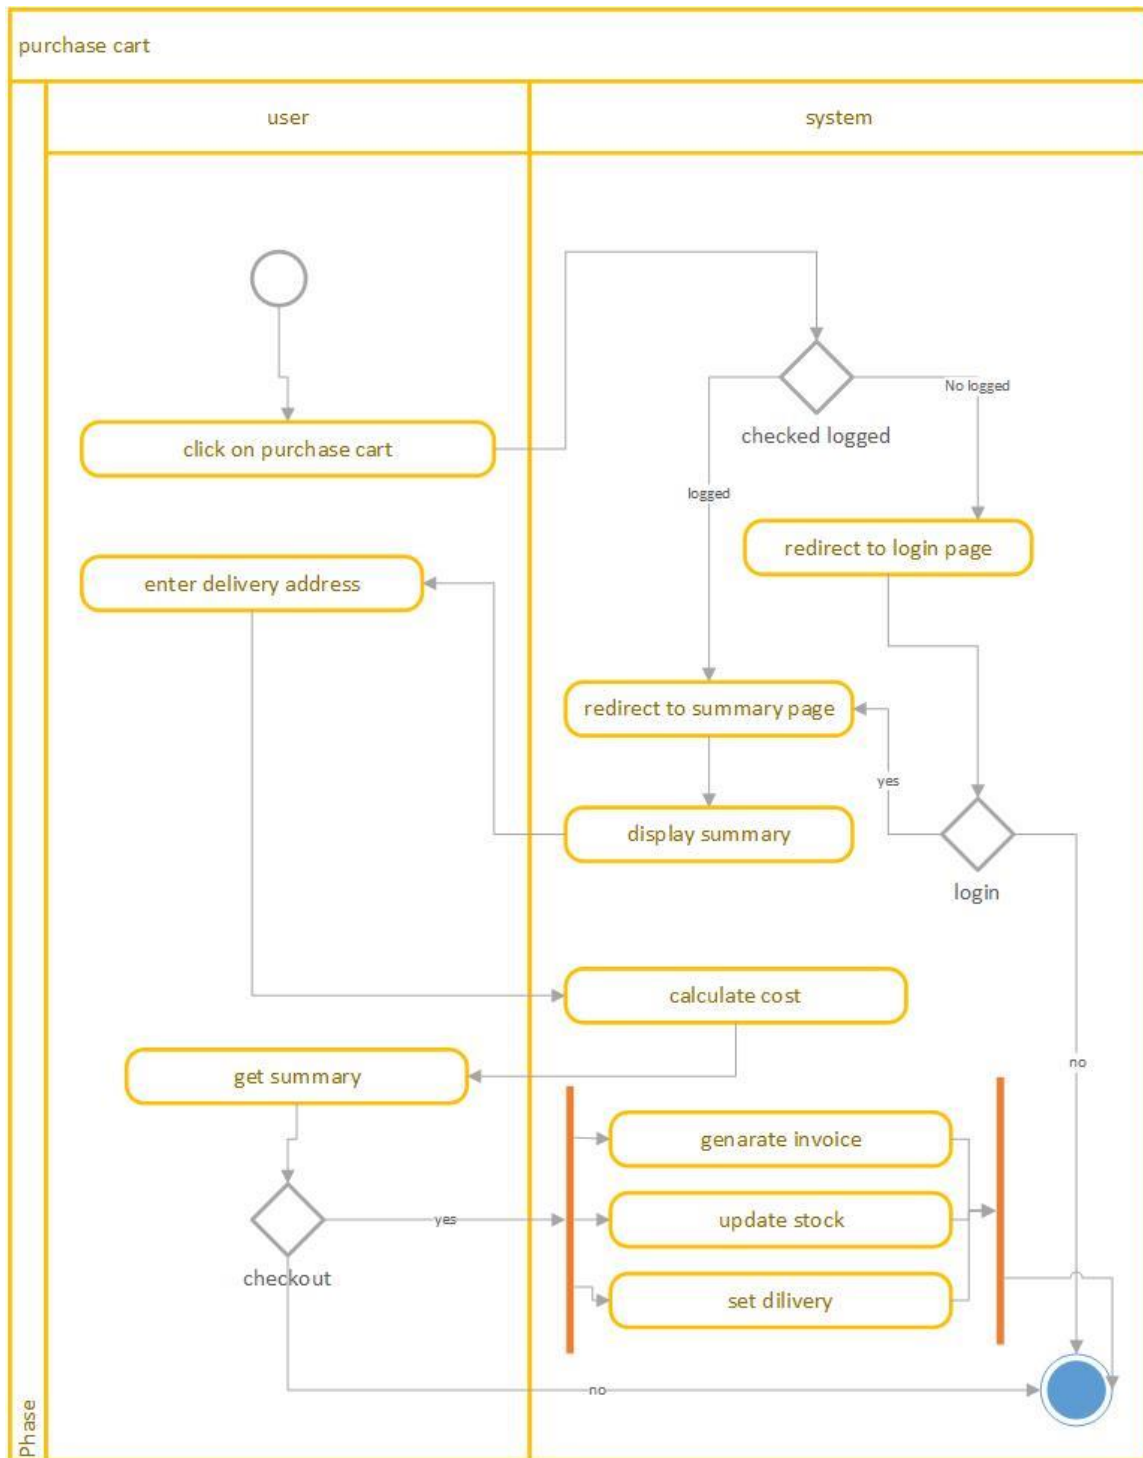 purchase cart
user
system
No logged
checked logged
click on purchase cart
logged
redirect to login page
enter delivery address
redirect to summary page
yes
display summary
login
calculate cost
no
get summary
genarate invoice
yes
update stock
checkout
set dilivery
no
Phase